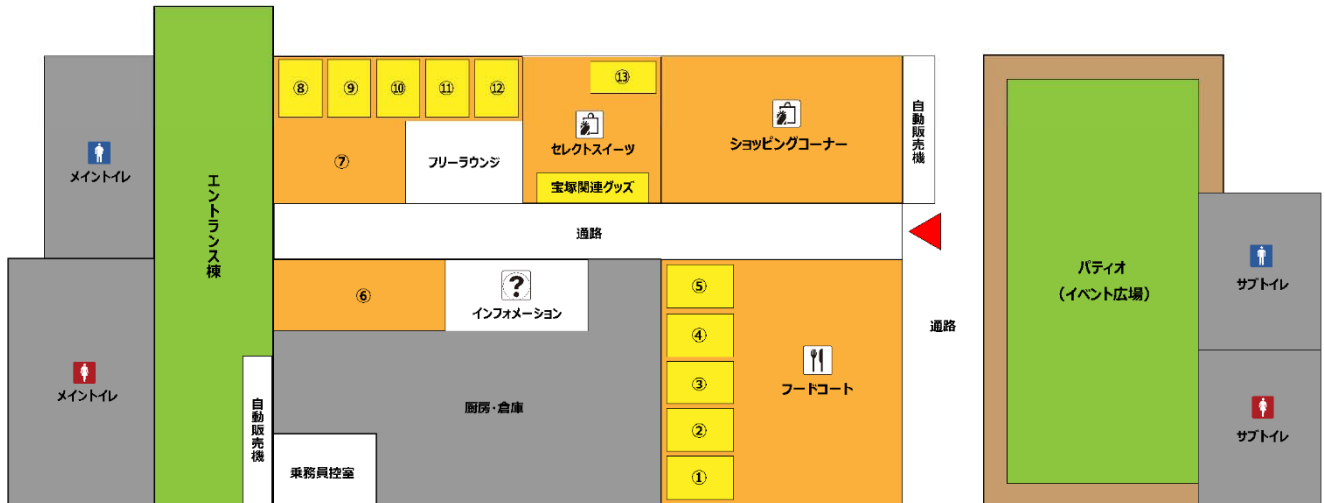 ⑧
⑨
⑩
⑪
⑫
⑬
セレクトスイーツ
宝塚関連グッズ
ショッピングコーナー
自動販売機
メイントイレ
エントランス棟
⑦
フリーラウンジ
通路
パティオ
(イベント広場)
サブトイレ
⑥
?
インフォメーション
⑤
④
③
②
①
フードコート
通路
メイントイレ
自動販売機
厨房・倉庫
乗務員控室
サブトイレ